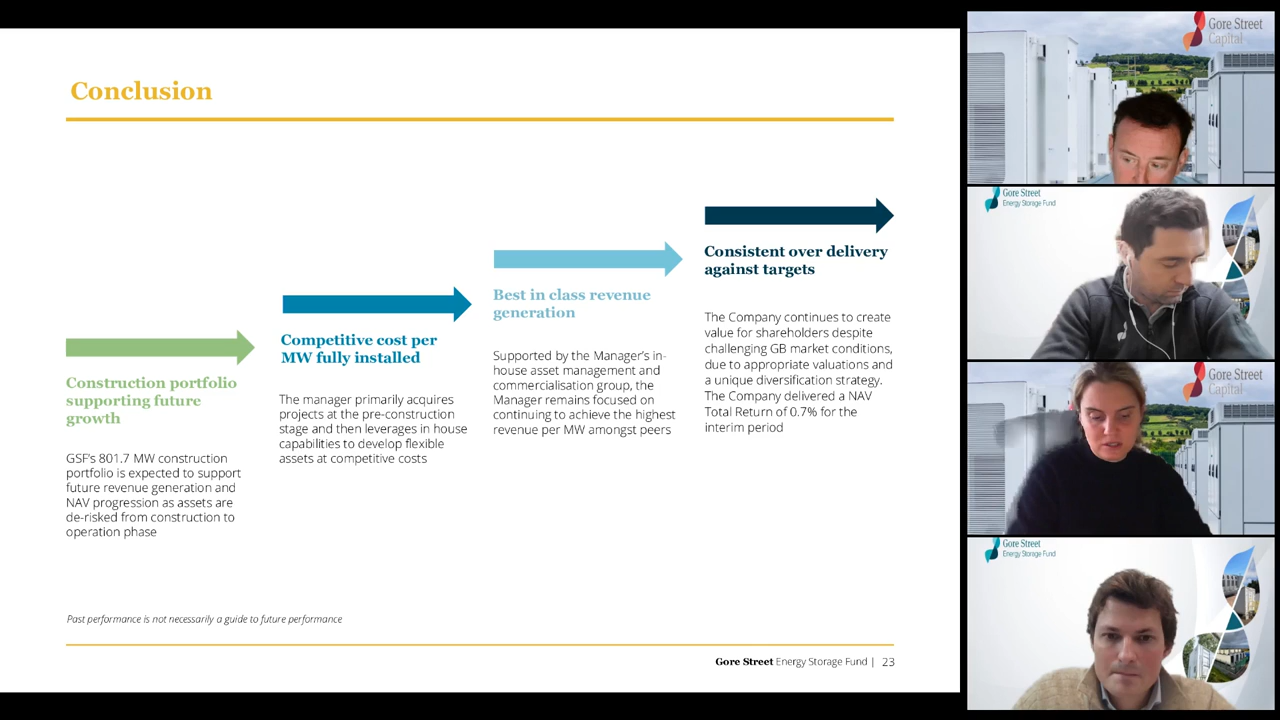 Conclusion
Construction portfolio
supporting future
growth
GSF's 801.7 MW construction
portfolio is expected to support
future revenue generation and
NAV progression as assets are
de-risked from construction to
operation phase
Competitive cost per
MW fully installed
The manager primarily acquires
projects at the pre-construction
stage and then leverages in house
capabilities to develop flexible
assets at competitive costs
Best in class revenue
generation
Supported by the Manager's in-
house asset management and
commercialisation group, the
Manager remains focused on
continuing to achieve the highest
revenue per MW amongst peers
Consistent over delivery
against targets
The Company continues to create
value for shareholders despite
challenging GB market conditions,
due to appropriate valuations and
a unique diversification strategy.
The Company delivered a NAV
Total Return of 0.7% for the
interim period
Past performance is not necessarily a guide to future performance
Gore Street Energy Storage Fund | 23
Gore Street
Capital
Gore Street
Energy Storage Fund
Gore Street
Capital
Gore Street
Energy Storage Fund